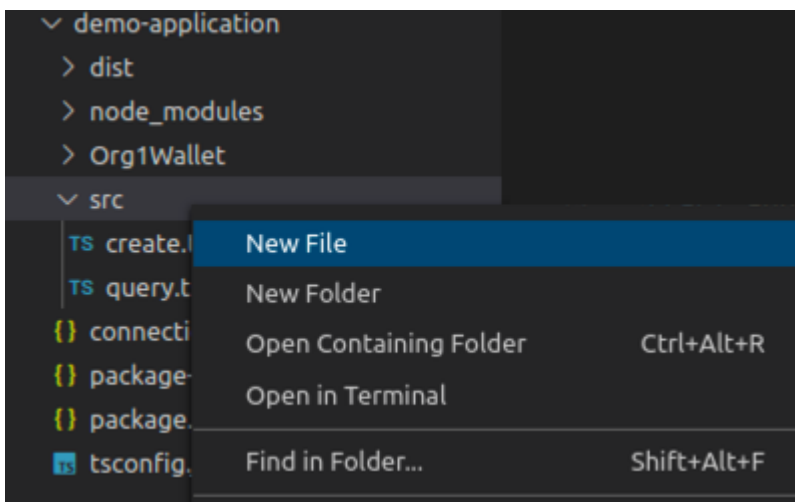 demo-application
dist
node_modules
Org1Wallet
src
TS create.
New File
TS query.t
New Folder
{} connecti
Open Containing Folder Ctrl+Alt+R
{} package-
Open in Terminal
{} package.
TS tsconfig.
Find in Folder... Shift+Alt+F